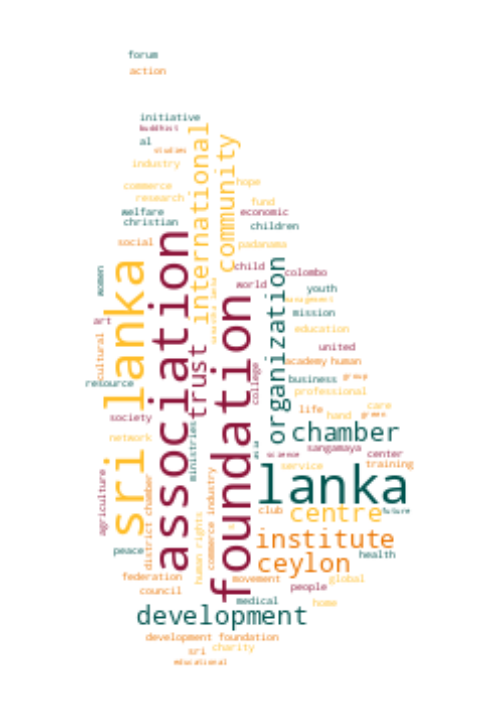 forum
action
initiative
buddhist
al
studies
industry
international
community
commerce
hope
research
fund
welfare
economic
christian
children
social
padanama
sri lanka
association
foundation
organization
women
child
colombo
world
youth
management
mission
art
education
cultural
trust
united
academy
human
resource
business
group
college
professional
life
care
hand
green
society
chamber
network
ministries
asia
sangamaya
science
center
service
training
lanka
agriculture
district chamber
commerce industry
human rights
club
centre
future
institute
peace
health
ceylon
federation
movement
global
council
people
medical
home
development
development foundation
sri
charity
educational